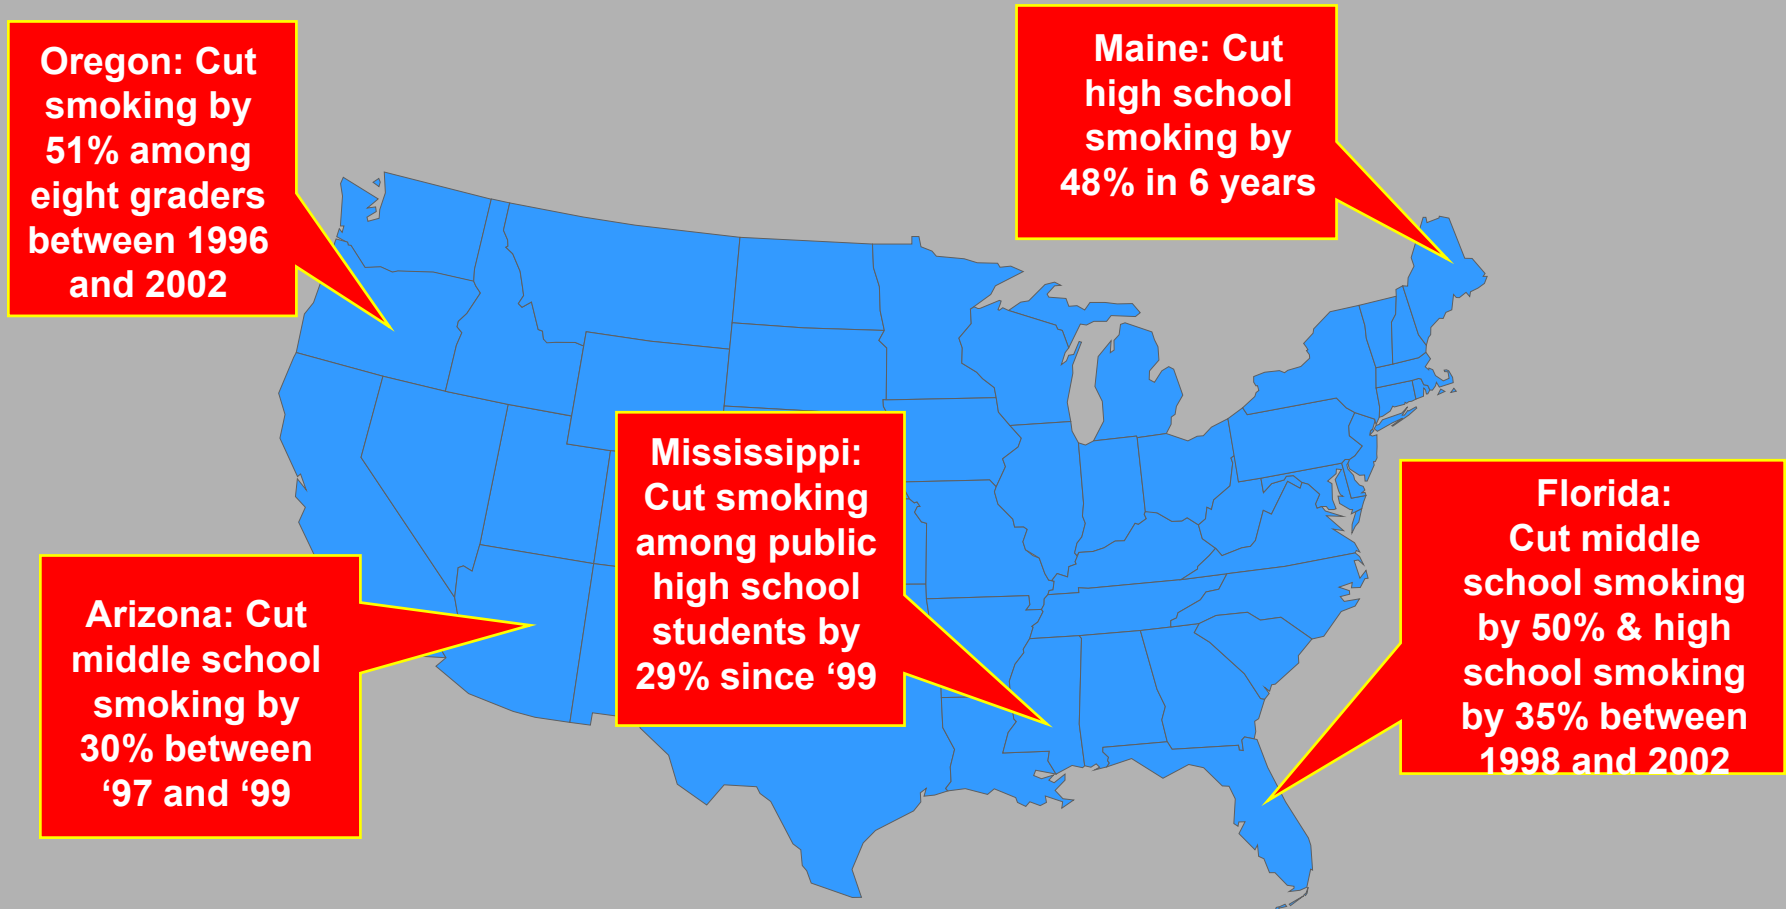 Oregon: Cut
smoking by
51% among
eight graders
between 1996
and 2002
Maine: Cut
high school
smoking by
48% in 6 years
Mississippi:
Cut smoking
among public
high school
students by
29% since ‘99
Florida:
Cut middle
school smoking
by 50% & high
school smoking
by 35% between
1998 and 2002
Arizona: Cut
middle school
smoking by
30% between
‘97 and ‘99